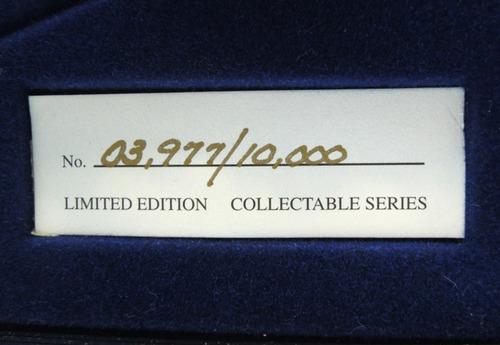 No. 03,977/10,000
LIMITED EDITION COLLECTABLE SERIES